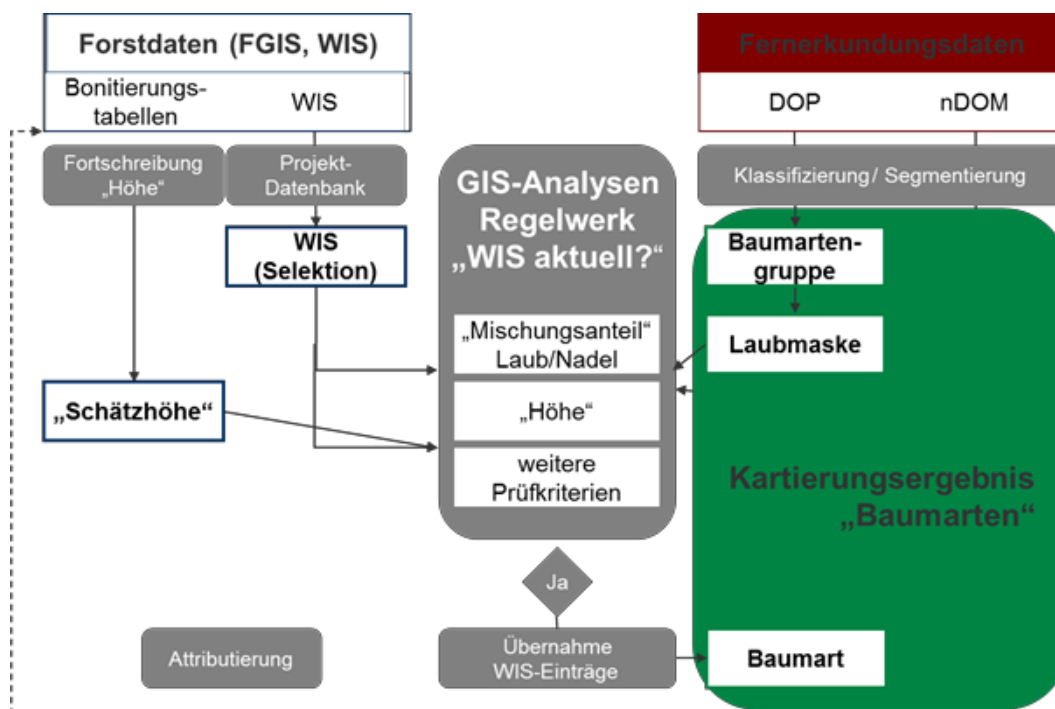 Forstdaten (FGIS, WIS)
Bonitierungs-
tabellen
WIS
Fernerkundungsdaten
DOP
nDOM
Fortschreibung
„Höhe“
Projekt-
Datenbank
WIS
(Selektion)
„Schätzhöhe“
GIS-Analysen
Regelwerk
„WIS aktuell?“
„Mischungsanteil“
Laub/Nadel
„Höhe“
weitere
Prüfkriterien
Klassifizierung / Segmentierung
Baumarten-
gruppe
Laubmaske
Kartierungsergebnis
„Baumarten“
Ja
Attributierung
Übernahme
WIS-Einträge
Baumart